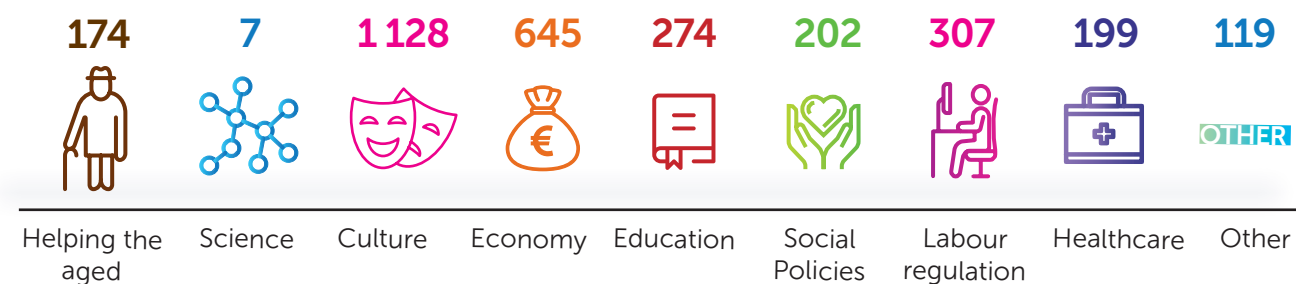 174 7 1 128 645 274 202 307 199 119
€
OTHER
Helping the aged
Science
Culture
Economy
Education
Social Policies
Labour regulation
Healthcare
Other